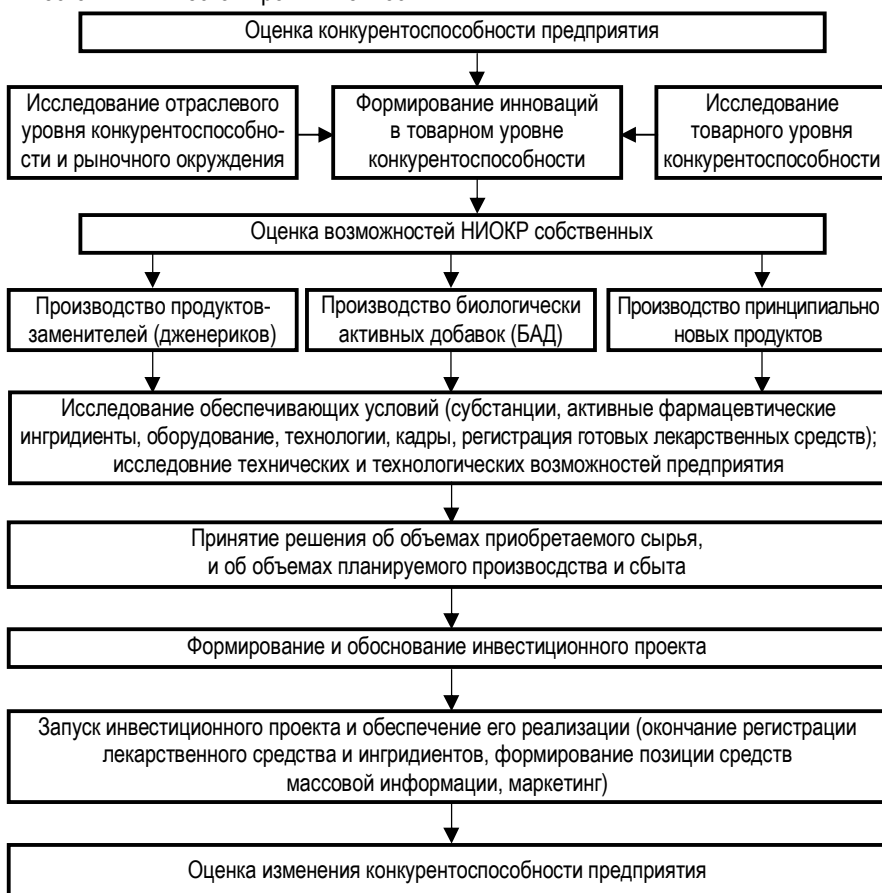 Оценка конкурентоспособности предприятия
Исследование отраслевого
уровня конкурентоспособно-
сти и рыночного окружения
Формирование инноваций
в товарном уровне
конкурентоспособности
Исследование
товарного уровня
конкурентоспособности
Оценка возможностей НИОКР собственных
Производство продуктов-
заменителей (дженериков)
Производство биологически
активных добавок (БАД)
Производство принципиально
новых продуктов
Исследование обеспечивающих условий (субстанции, активные фармацевтические
ингридиенты, оборудование, технологии, кадры, регистрация готовых лекарственных средств);
исследовние технических и технологических возможностей предприятия
Принятие решения об объемах приобретаемого сырья,
и об объемах планируемого произвосдства и сбыта
Формирование и обоснование инвестиционного проекта
Запуск инвестиционного проекта и обеспечение его реализации (окончание регистрации
лекарственного средства и ингридиентов, формирование позиции средств
массовой информации, маркетинг)
Оценка изменения конкурентоспособности предприятия